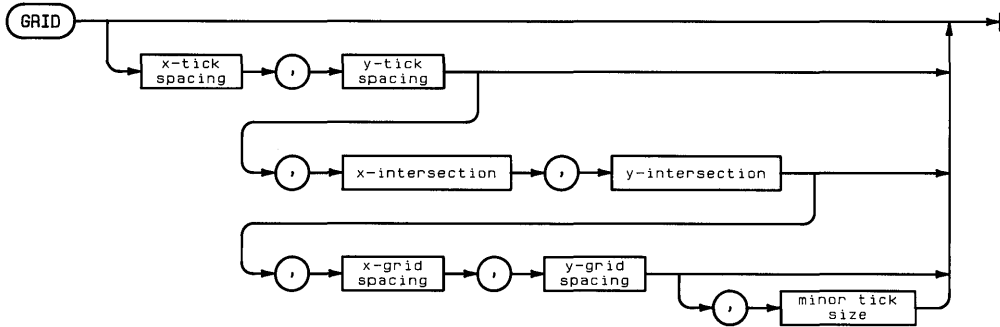 GRID
x-tick
spacing
,
y-tick
spacing
,
x-intersection
,
y-intersection
,
x-grid
spacing
,
y-grid
spacing
,
minor tick
size